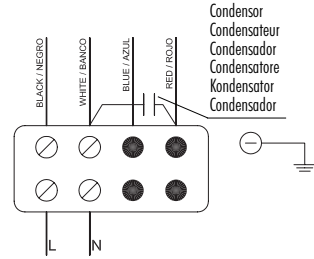 Condensor
Condensateur
Condensador
Condensatore
Kondensator
Condensador
BLACK / NEGRO
WHITE / BANCO
BLUE / AZUL
RED / ROJO
L
N